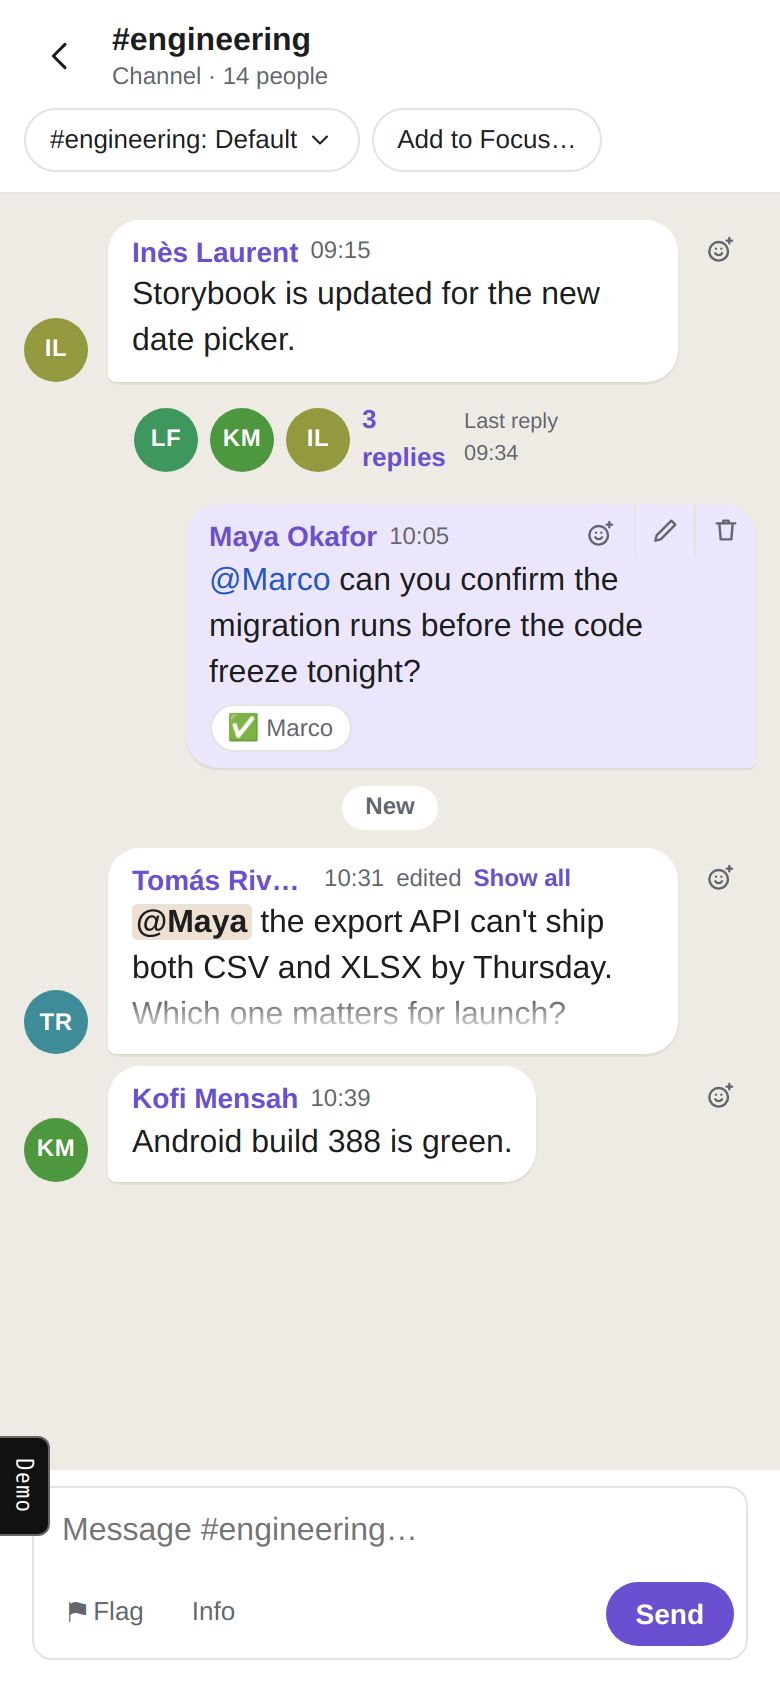 #engineering
Channel · 14 people
#engineering: Default
Add to Focus…
Inès Laurent 09:15
Storybook is updated for the new
date picker.
IL
LF KM IL 3 replies Last reply 09:34
Maya Okafor 10:05
@Marco can you confirm the
migration runs before the code
freeze tonight?
✅ Marco
New
Tomás Riv… 10:31 edited Show all
@Maya the export API can't ship
both CSV and XLSX by Thursday.
Which one matters for launch?
TR
Kofi Mensah 10:39
Android build 388 is green.
KM
Demo
Message #engineering…
Flag Info Send